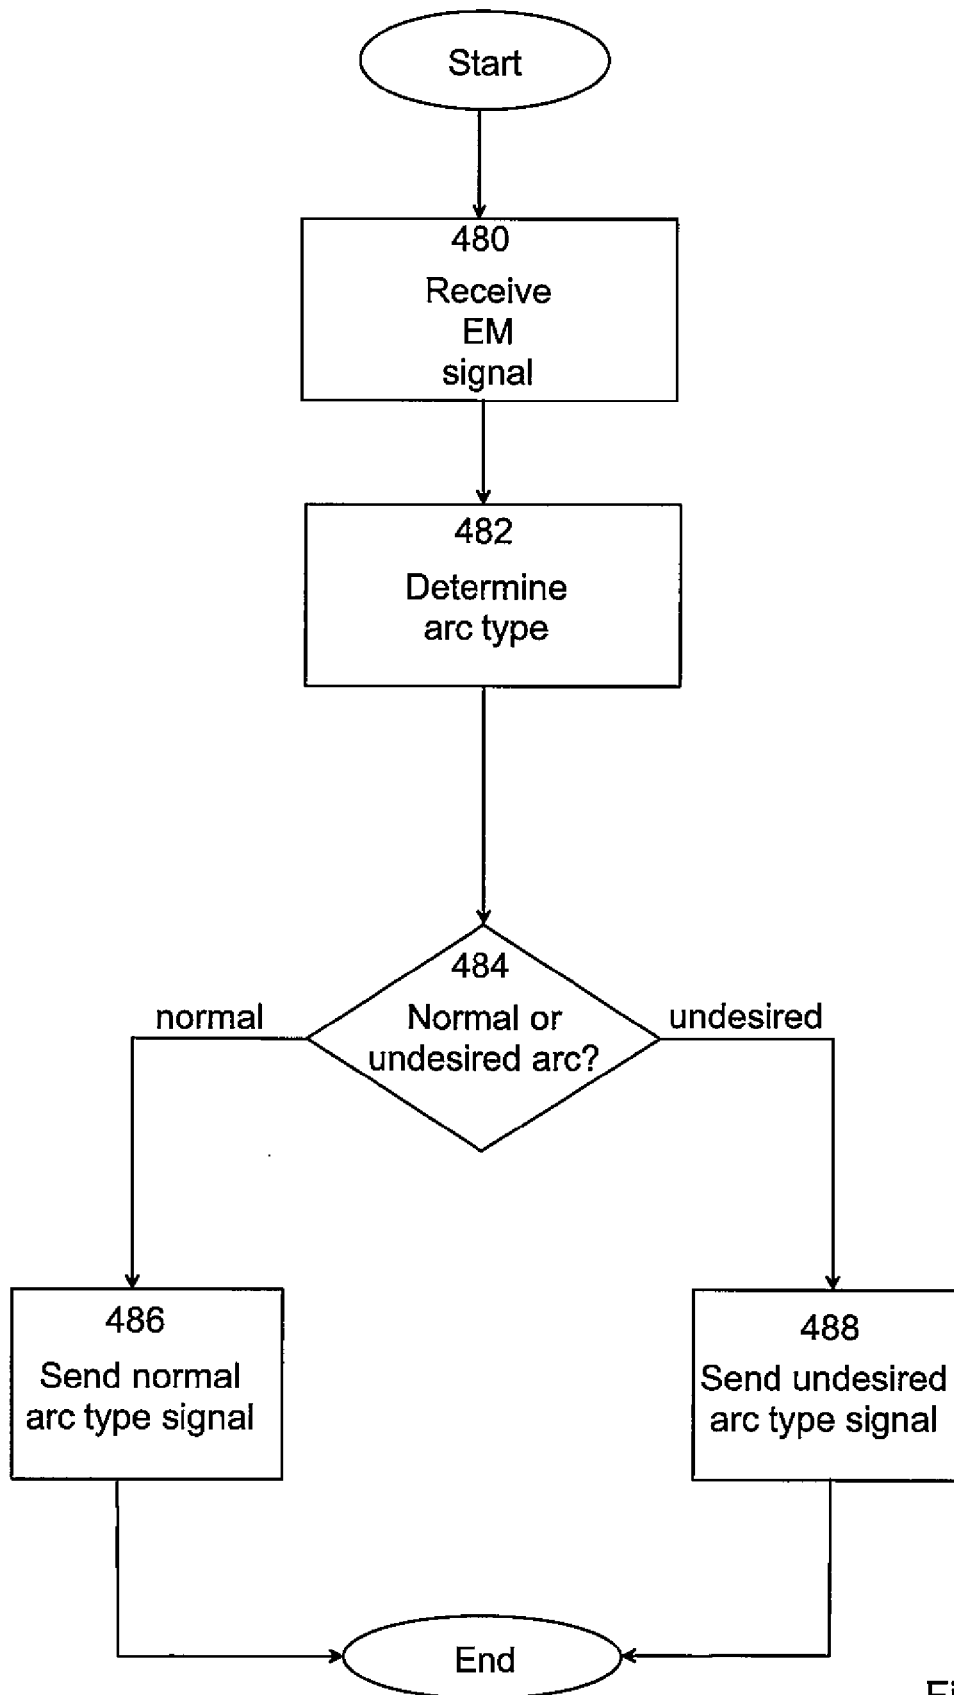 Start
480
Receive
EM
signal
482
Determine
arc type
484
Normal or
undesired arc?
normal
undesired
486
Send normal
arc type signal
488
Send undesired
arc type signal
End